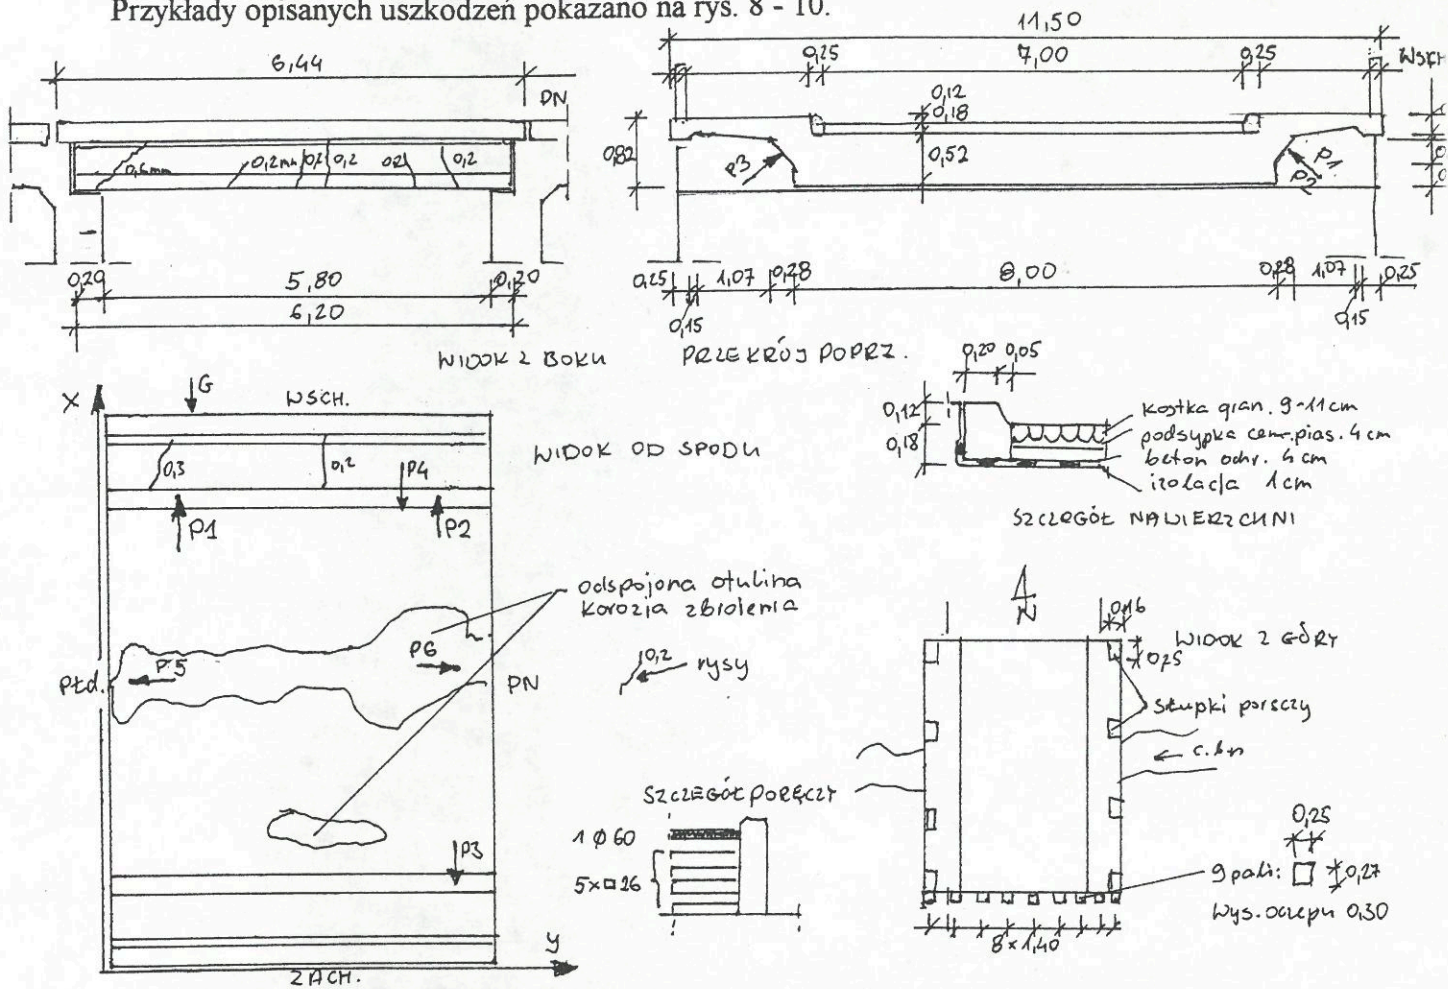 Przykłady opisanych uszkodzeń pokazano na rys. 8 - 10.
6,44
PN
0,2mm
0,2
0,2
0,2
0,2
0,20
5,80
0,20
6,20
WIDOK Z BOKU
11,50
0,25
7,00
0,25
WSCH
0,12
0,18
0,82
0,52
P3
P1
P2
0,25
1,07
0,28
8,00
0,28
1,07
0,25
0,15
0,15
PRZEKRÓJ POPRZ.
0,20
0,05
0,12
0,18
kostka gran. 9-11cm
podsypka cem.pias. 4cm
beton ochr. 4cm
izolacja 1cm
SZCZEGÓŁ NAWIERZCHNI
X
G
WSCH.
WIDOK OD SPODU
0,3
0,2
P4
P1
P2
odspojona otulina
korozja zbrojenia
P5
P6
Płd.
PN
0,2
rysy
P3
y
ZACH.
SZCZEGÓŁ PORĘCZY
1 ϕ 60
5×□26
N
0,16
WIDOK Z GÓRY
0,25
słupki poręczy
0,25
9 pali:
0,27
Wys. oczepu 0,30
8×1,40